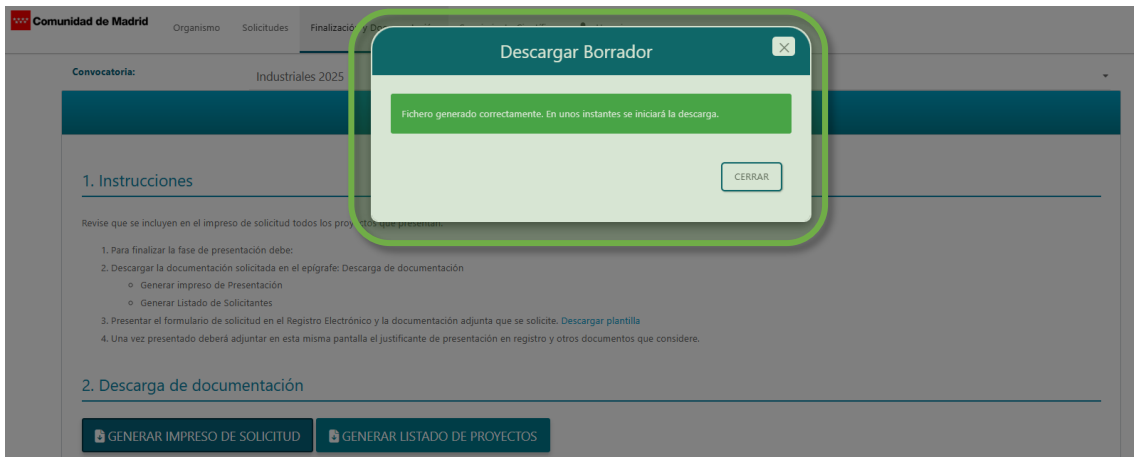 Comunidad de Madrid
Organismo Solicitudes Finalización y
Descargar Borrador
Convocatoria: Industriales 2025
Fichero generado correctamente. En unos instantes se iniciará la descarga.
CERRAR
1. Instrucciones
Revise que se incluyen en el impreso de solicitud todos los proyectos que presentan.
1. Para finalizar la fase de presentación debe:
2. Descargar la documentación solicitada en el epígrafe: Descarga de documentación
Generar impreso de Presentación
Generar Listado de Solicitantes
3. Presentar el formulario de solicitud en el Registro Electrónico y la documentación adjunta que se solicite. Descargar plantilla
4. Una vez presentado deberá adjuntar en esta misma pantalla el justificante de presentación en registro y otros documentos que considere.
2. Descarga de documentación
GENERAR IMPRESO DE SOLICITUD GENERAR LISTADO DE PROYECTOS